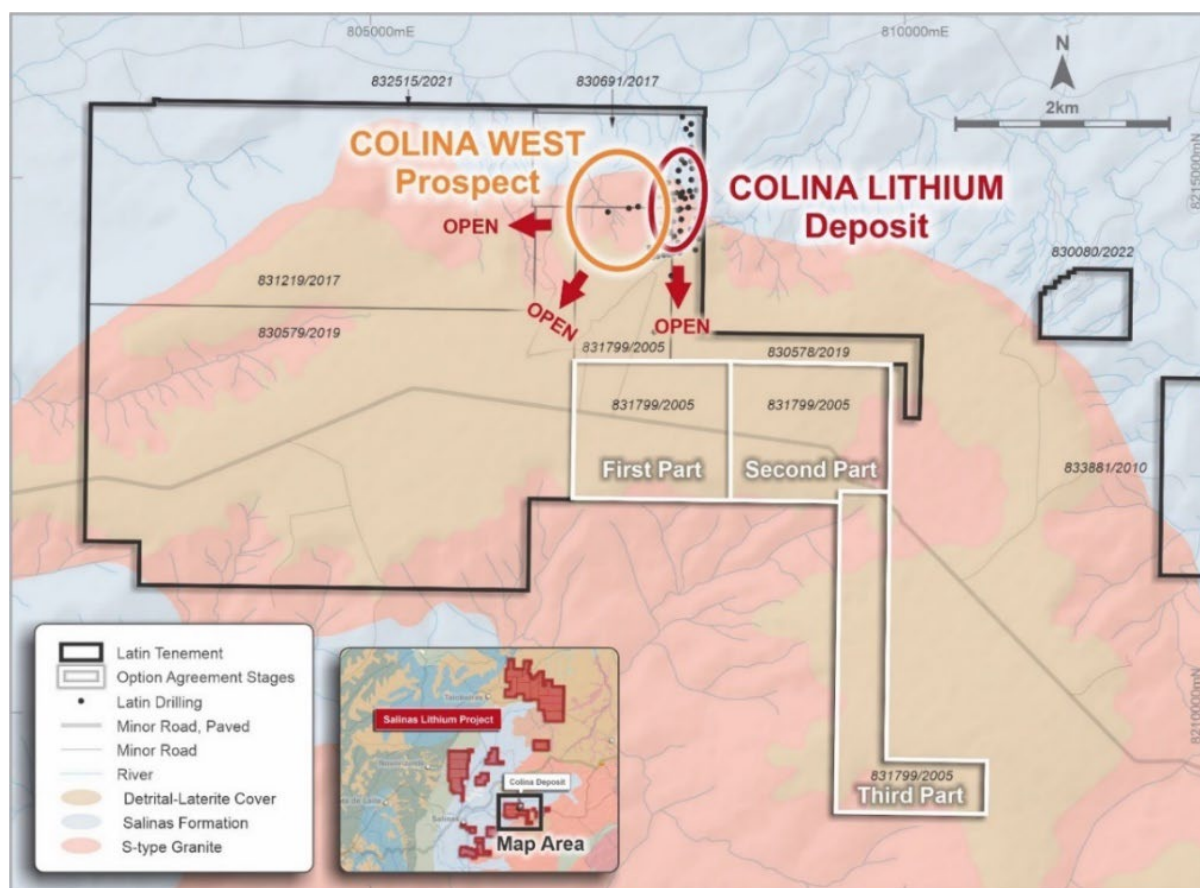 805000mE
810000mE
N
2km
832515/2021
830691/2017
COLINA WEST
Prospect
COLINA LITHIUM
Deposit
8215000mN
OPEN
830080/2022
831219/2017
OPEN
OPEN
830579/2019
831799/2005
830578/2019
831799/2005
831799/2005
First Part
Second Part
833881/2010
831799/2005
Third Part
Latin Tenement
Option Agreement Stages
Latin Drilling
Minor Road, Paved
Minor Road
River
Detrital-Laterite Cover
Salinas Formation
S-type Granite
Salinas Lithium Project
Colina Deposit
Salinas
Map Area